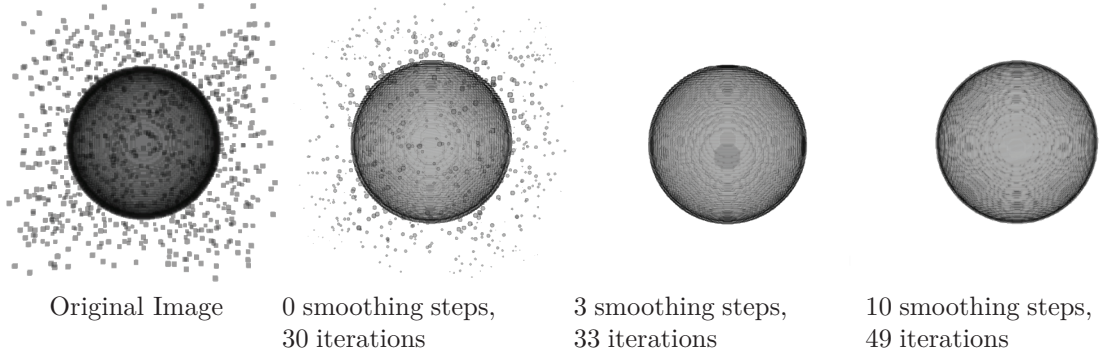 Original Image
0 smoothing steps,
30 iterations
3 smoothing steps,
33 iterations
10 smoothing steps,
49 iterations